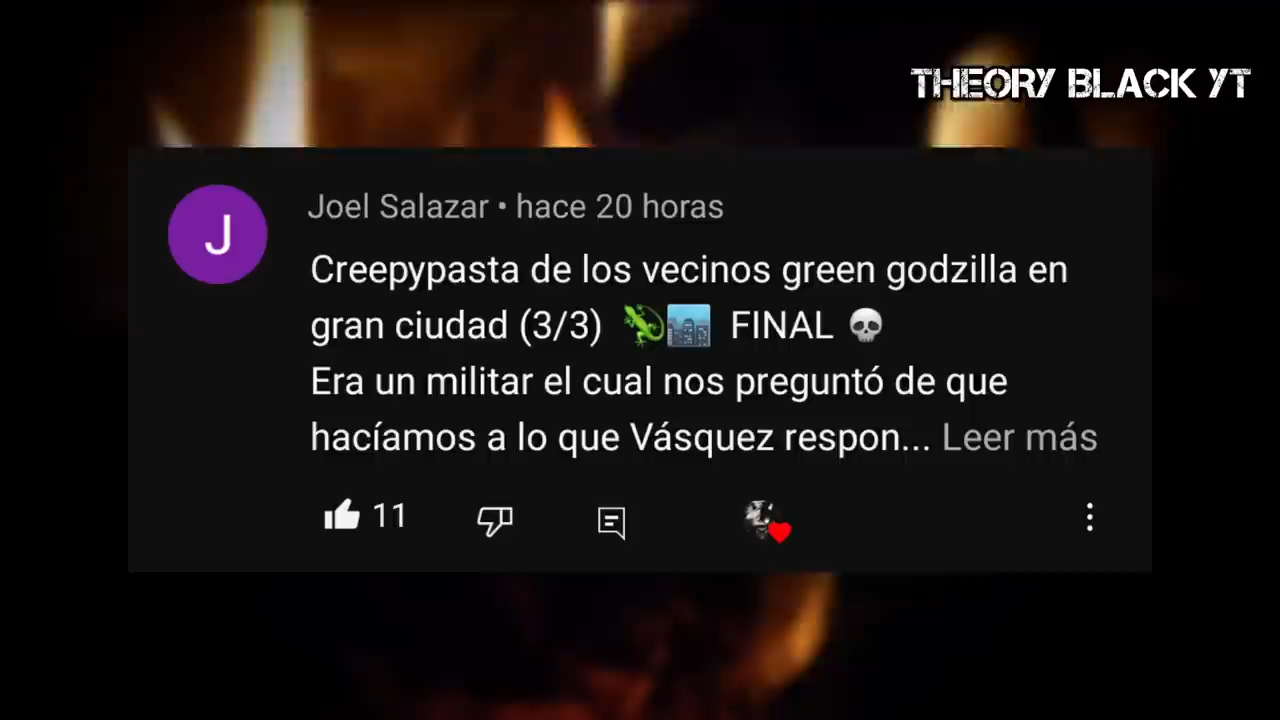 THEORY BLACK YT
J
Joel Salazar • hace 20 horas
Creepypasta de los vecinos green godzilla en
gran ciudad (3/3) 🦎🏙️ FINAL 💀
Era un militar el cual nos preguntó de que
hacíamos a lo que Vásquez respon... Leer más
11